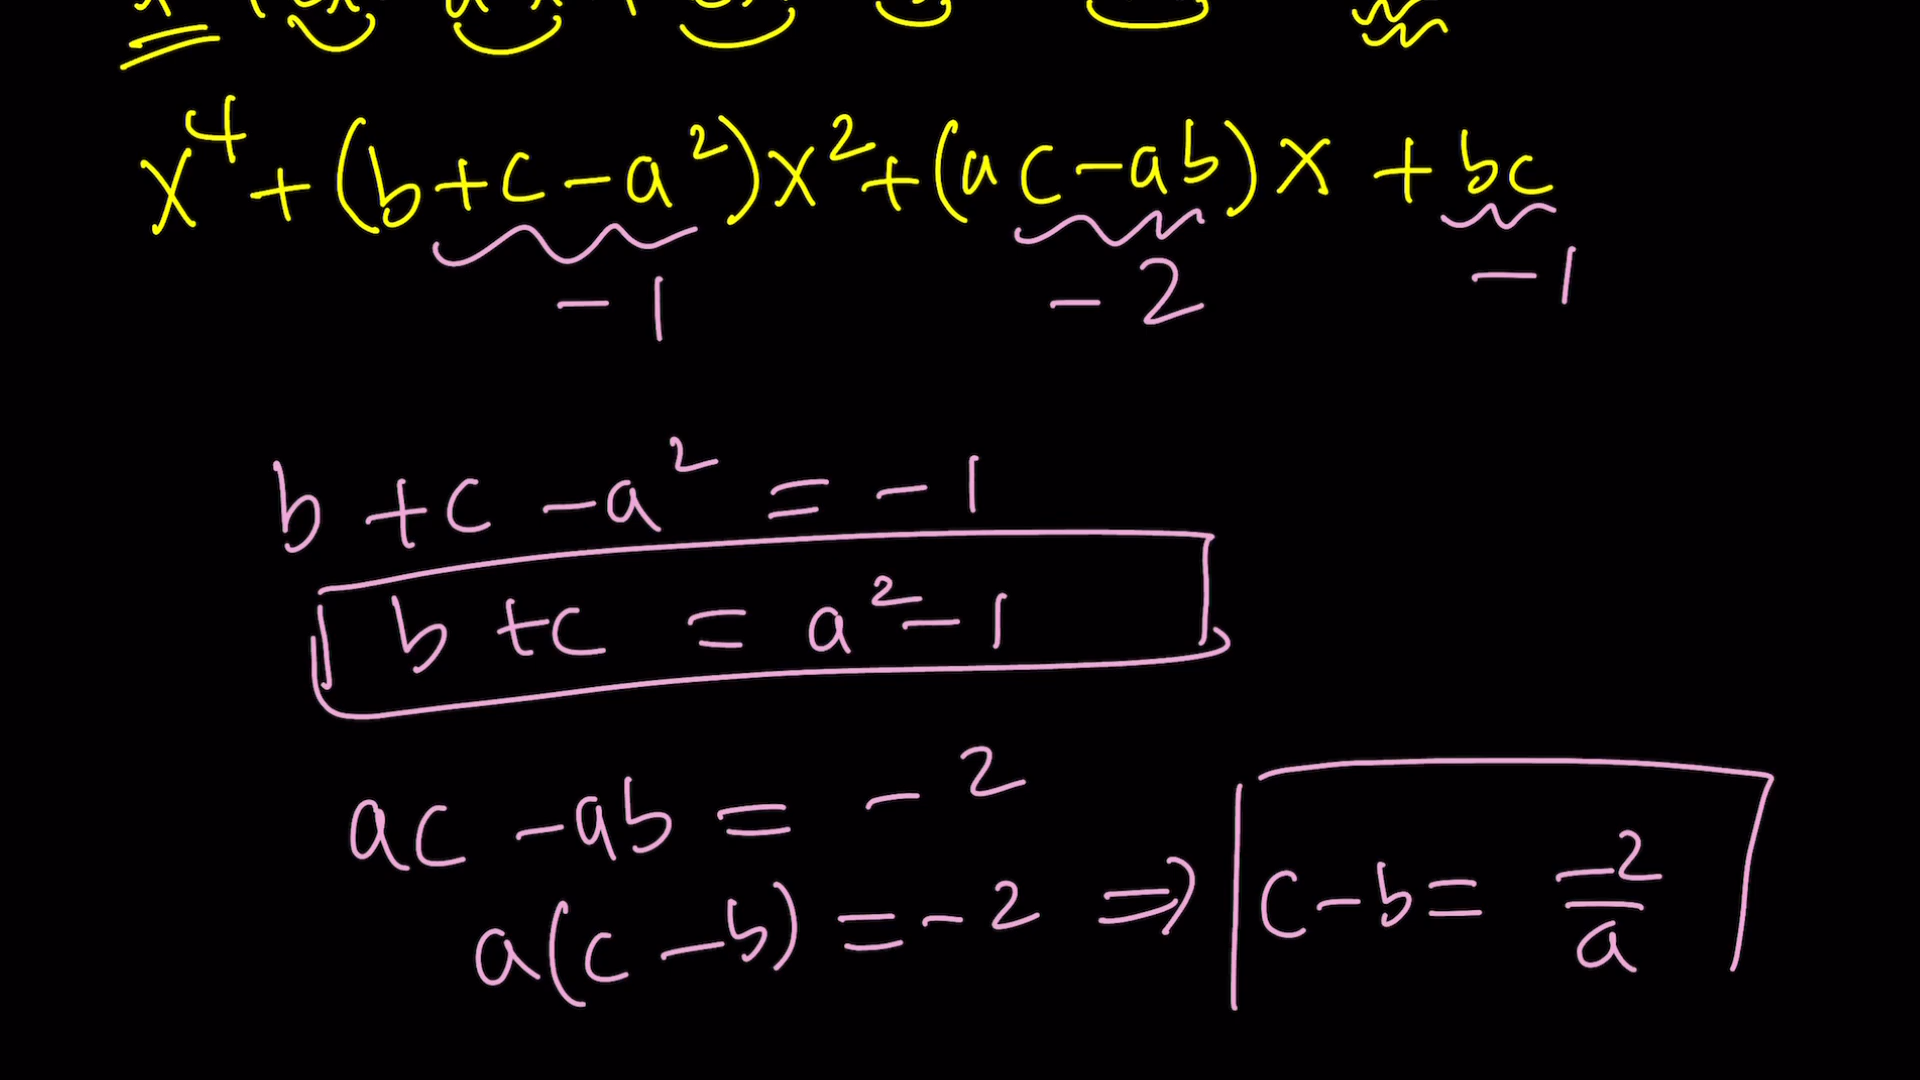 x⁴ + (b+c-a²)x² + (ac-ab)x + bc
-1 -2 -1
b + c - a² = -1
b + c = a² - 1
ac - ab = -2
a(c-b) = -2 ⇒ c-b = -2/a